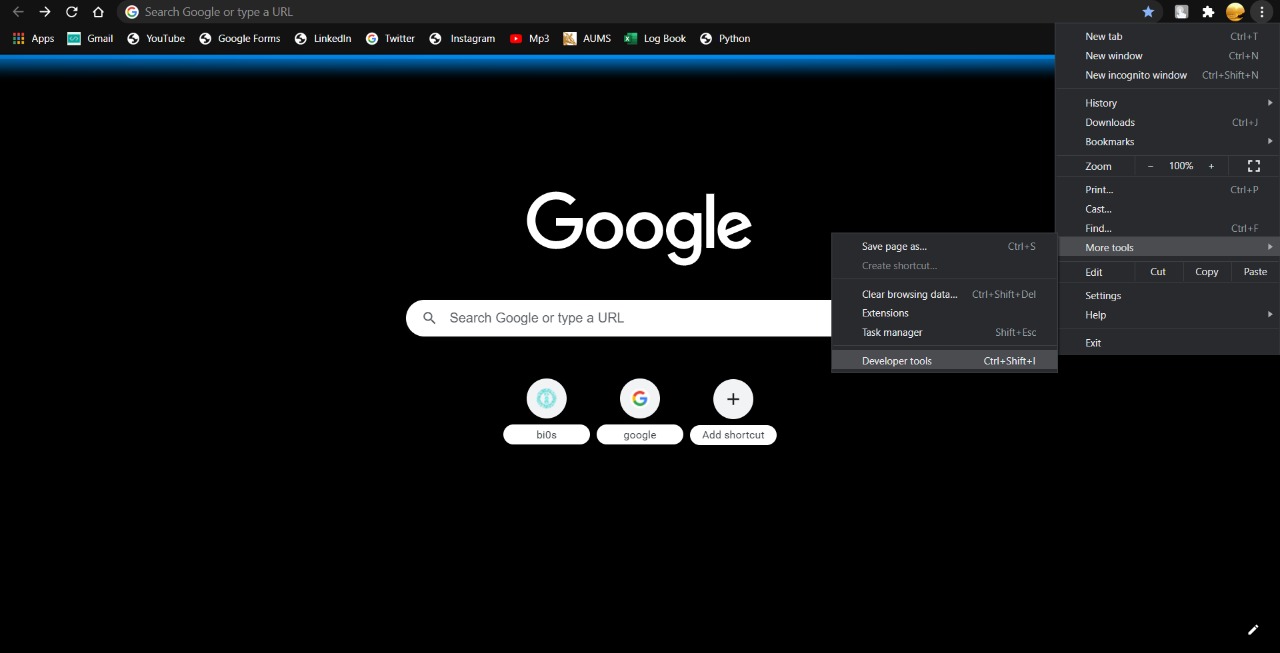 Search Google or type a URL
Apps Gmail YouTube Google Forms LinkedIn Twitter Instagram Mp3 AUMS Log Book Python
New tab Ctrl+T
New window Ctrl+N
New incognito window Ctrl+Shift+N
History
Downloads Ctrl+J
Bookmarks
Zoom − 100% +
Print... Ctrl+P
Cast...
Find... Ctrl+F
More tools
Edit Cut Copy Paste
Settings
Help
Exit
Save page as... Ctrl+S
Create shortcut...
Clear browsing data... Ctrl+Shift+Del
Extensions
Task manager Shift+Esc
Developer tools Ctrl+Shift+I
Google
Search Google or type a URL
bi0s google Add shortcut